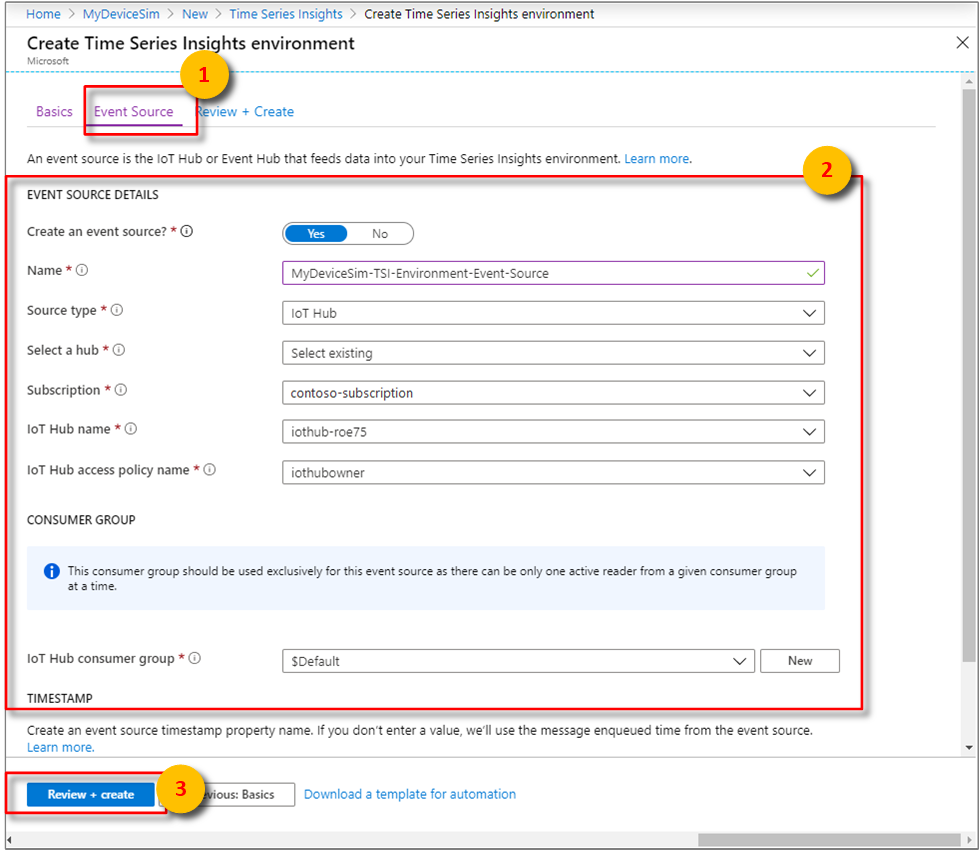 Home > MyDeviceSim > New > Time Series Insights > Create Time Series Insights environment
Create Time Series Insights environment
Microsoft
1
Basics Event Source Review + Create
An event source is the IoT Hub or Event Hub that feeds data into your Time Series Insights environment. Learn more.
2
EVENT SOURCE DETAILS
Create an event source? * Yes No
Name * MyDeviceSim-TSI-Environment-Event-Source
Source type * IoT Hub
Select a hub * Select existing
Subscription * contoso-subscription
IoT Hub name * iothub-roe75
IoT Hub access policy name * iothubowner
CONSUMER GROUP
This consumer group should be used exclusively for this event source as there can be only one active reader from a given consumer group
at a time.
IoT Hub consumer group * $Default New
TIMESTAMP
Create an event source timestamp property name. If you don't enter a value, we'll use the message enqueued time from the event source.
Learn more.
Review + create 3 vious: Basics Download a template for automation